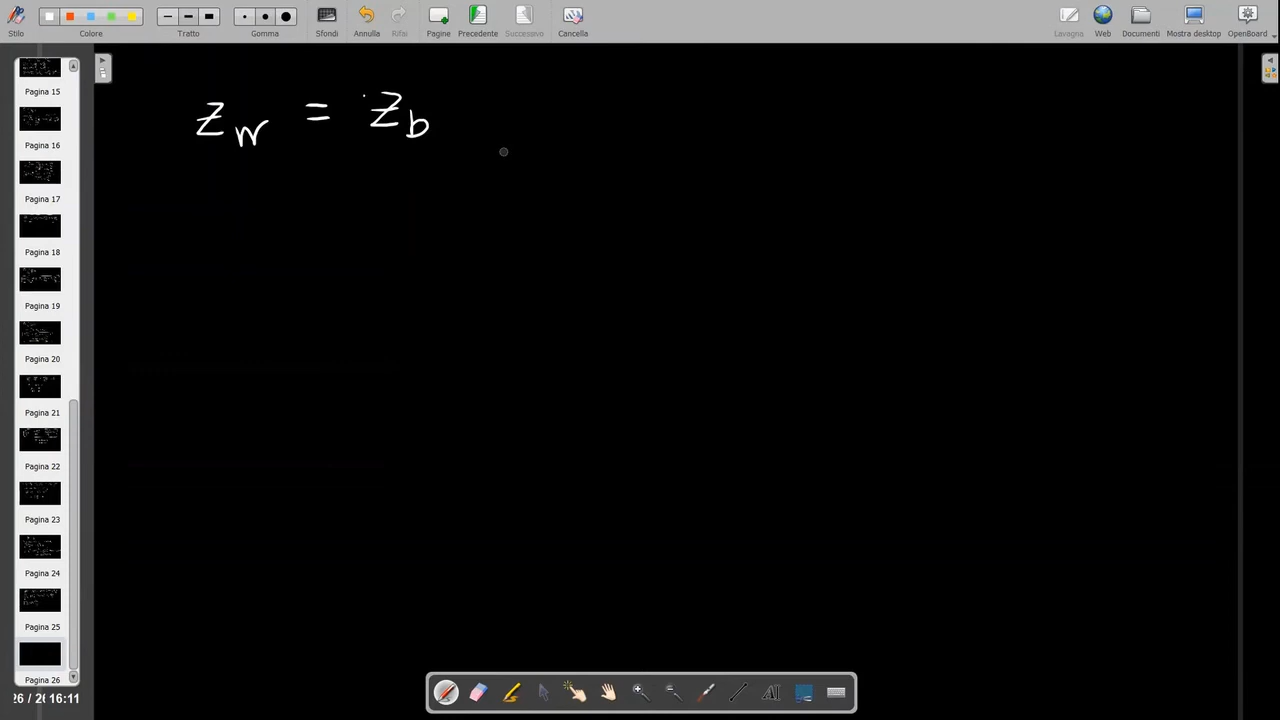 Stilo Colore Tratto Gomma Sfondi Annulla Rifai Pagine Precedente Successivo Cancella Lavagna Web Documenti Mostra desktop OpenBoard
z_w = z_b
Pagina 15
Pagina 16
Pagina 17
Pagina 18
Pagina 19
Pagina 20
Pagina 21
Pagina 22
Pagina 23
Pagina 24
Pagina 25
Pagina 26
26 / 26 16:11